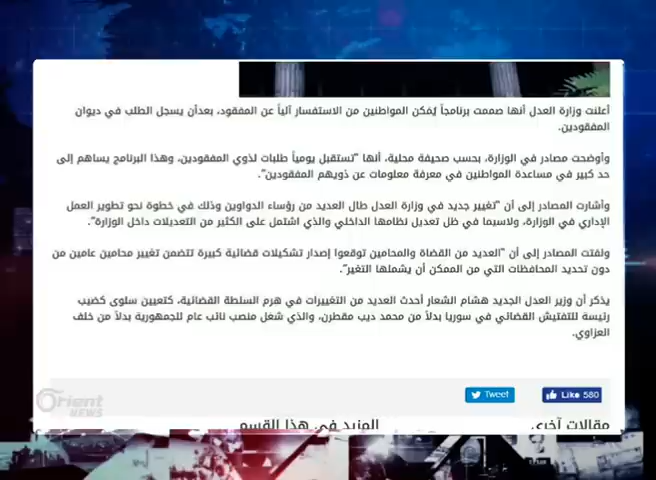 أعلنت وزارة العدل أنها صممت برنامجاً يُمكن المواطنين من الاستفسار آلياً عن المفقود، بعدأن يسجل الطلب في ديوان
المفقودين.
وأوضحت مصادر في الوزارة، بحسب صحيفة محلية، أنها "تستقبل يومياً طلبات لذوي المفقودين، وهذا البرنامج يساهم إلى
حد كبير في مساعدة المواطنين في معرفة معلومات عن ذويهم المفقودين".
وأشارت المصادر إلى أن "تغيير جديد في وزارة العدل طال العديد من رؤساء الدواوين وذلك في خطوة نحو تطوير العمل
الإداري في الوزارة، ولاسيما في ظل تعديل نظامها الداخلي والذي اشتمل على الكثير من التعديلات داخل الوزارة".
ولفتت المصادر إلى أن "العديد من القضاة والمحامين توقعوا إصدار تشكيلات قضائية كبيرة تتضمن تغيير محامين عامين من
دون تحديد المحافظات التي من الممكن أن يشملها التغير".
يذكر أن وزير العدل الجديد هشام الشعار أحدث العديد من التغييرات في هرم السلطة القضائية، كتعيين سلوى كضيب
رئيسة للتفتيش القضائي في سوريا بدلاً من محمد ديب مقطرن، والذي شغل منصب نائب عام للجمهورية بدلاً من خلف
العزاوي.
Tweet
Like 580
Orient
NEWS
مقالات آخرى
المزيد في هذا القسم